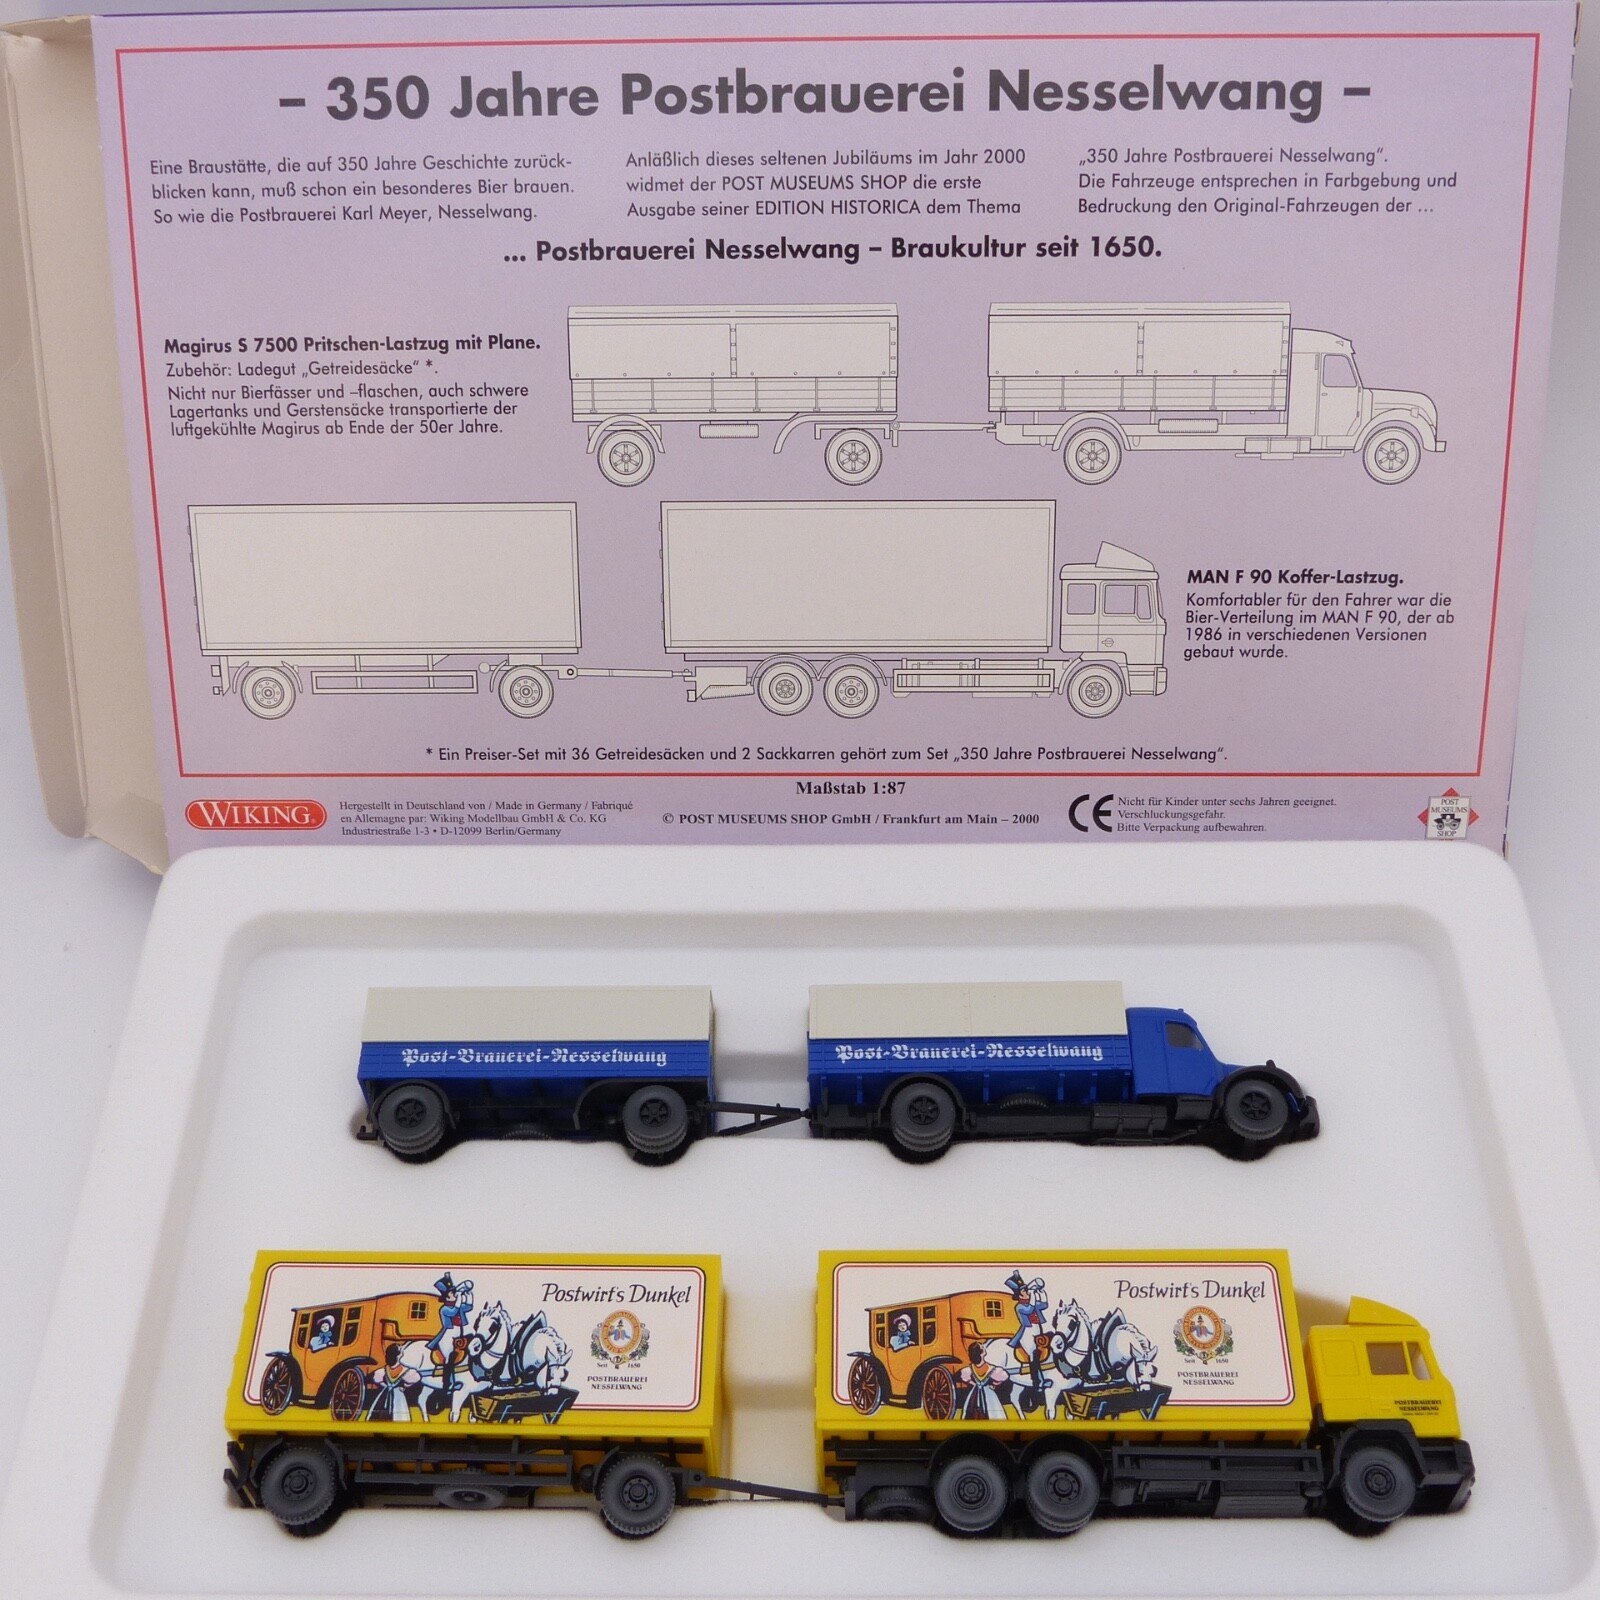 – 350 Jahre Postbrauerei Nesselwang –
Eine Braustätte, die auf 350 Jahre Geschichte zurück-
blicken kann, muß schon ein besonderes Bier brauen.
So wie die Postbrauerei Karl Meyer, Nesselwang.
Anläßlich dieses seltenen Jubiläums im Jahr 2000
widmet der POST MUSEUMS SHOP die erste
Ausgabe seiner EDITION HISTORICA dem Thema
„350 Jahre Postbrauerei Nesselwang“.
Die Fahrzeuge entsprechen in Farbgebung und
Bedruckung den Original-Fahrzeugen der ...
... Postbrauerei Nesselwang – Braukultur seit 1650.
Magirus S 7500 Pritschen-Lastzug mit Plane.
Zubehör: Ladegut „Getreidesäcke“ *.
Nicht nur Bierfässer und –flaschen, auch schwere
Lagertanks und Gerstensäcke transportierte der
luftgekühlte Magirus ab Ende der 50er Jahre.
MAN F 90 Koffer-Lastzug.
Komfortabler für den Fahrer war die
Bier-Verteilung im MAN F 90, der ab
1986 in verschiedenen Versionen
gebaut wurde.
* Ein Preiser-Set mit 36 Getreidesäcken und 2 Sackkarren gehört zum Set „350 Jahre Postbrauerei Nesselwang“.
Maßstab 1:87
WIKING
Hergestellt in Deutschland von / Made in Germany / Fabriqué
en Allemagne par: Wiking Modellbau GmbH & Co. KG
Industriestraße 1-3 • D-12099 Berlin/Germany
© POST MUSEUMS SHOP GmbH / Frankfurt am Main – 2000
CE
Nicht für Kinder unter sechs Jahren geeignet.
Verschluckungsgefahr.
Bitte Verpackung aufbewahren.
POST
MUSEUMS
SHOP
Post-Brauerei-Nesselwang
Post-Brauerei-Nesselwang
Postwirt's Dunkel
Seit 1650
POSTBRAUEREI
NESSELWANG
Postwirt's Dunkel
Seit 1650
POSTBRAUEREI
NESSELWANG
POSTBRAUEREI
NESSELWANG